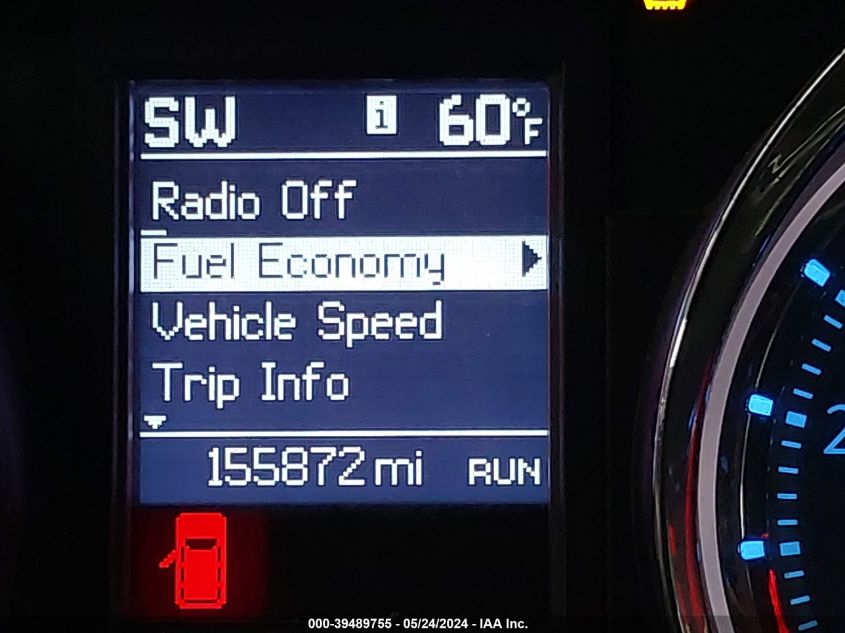 SW i 60°F
Radio Off
Fuel Economy
Vehicle Speed
Trip Info
155872 mi RUN
2
000-39489755 - 05/24/2024 - IAA Inc.